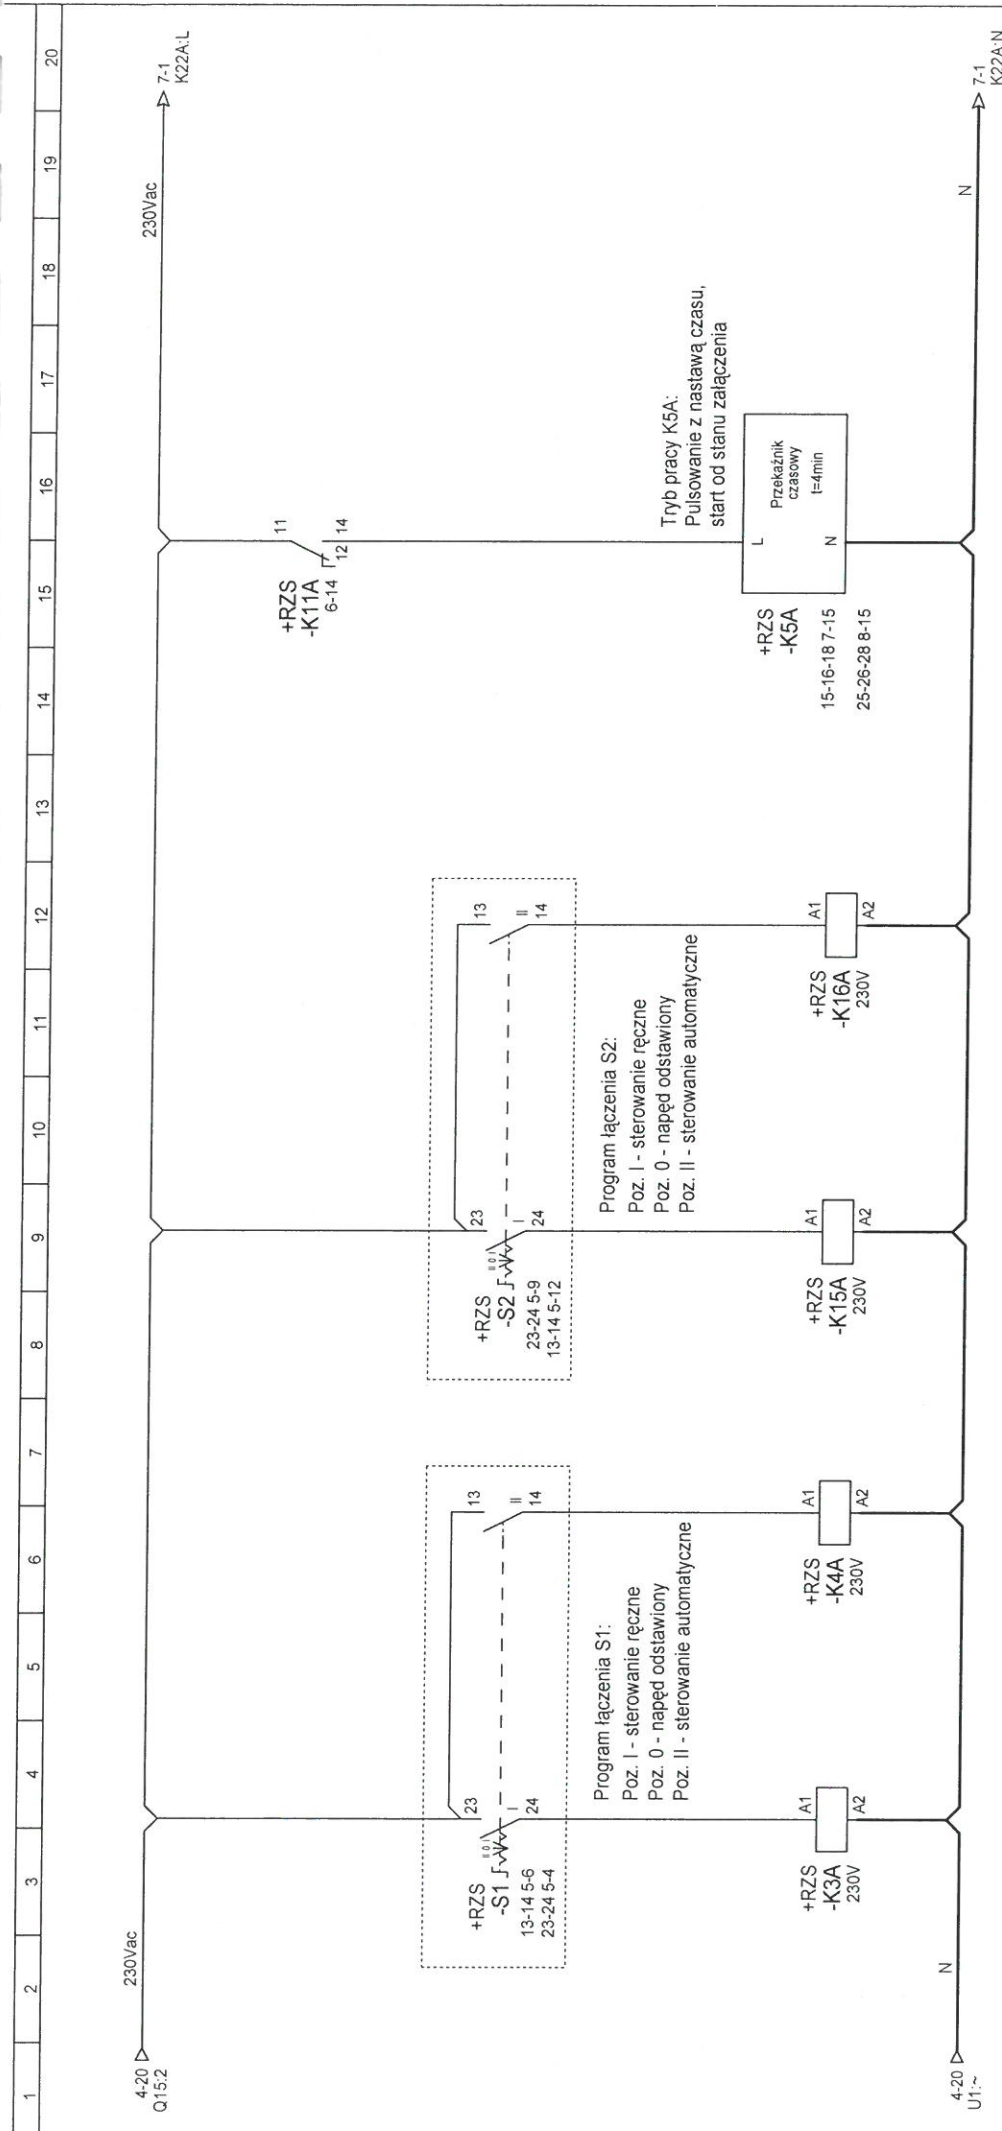 1 2 3 4 5 6 7 8 9 10 11 12 13 14 15 16 17 18 19 20
4-20
Q15:2
230Vac
230Vac
7-1
K22A:L
+RZS
-S1
II 0 I
13-14 5-6
23-24 5-4
23
I
24
13
II
14
Program łączenia S1:
Poz. I - sterowanie ręczne
Poz. 0 - napęd odstawiony
Poz. II - sterowanie automatyczne
+RZS
-K3A
230V
A1
A2
+RZS
-K4A
230V
A1
A2
+RZS
-S2
II 0 I
23-24 5-9
13-14 5-12
23
I
24
13
II
14
Program łączenia S2:
Poz. I - sterowanie ręczne
Poz. 0 - napęd odstawiony
Poz. II - sterowanie automatyczne
+RZS
-K15A
230V
A1
A2
+RZS
-K16A
230V
A1
A2
+RZS
-K11A
6-14
11
12 14
Tryb pracy K5A:
Pulsowanie z nastawą czasu,
start od stanu załączenia
+RZS
-K5A
15-16-18 7-15
25-26-28 8-15
L
N
Przekaźnik
czasowy
t=4min
4-20
U1:~
N
N
7-1
K22A:N